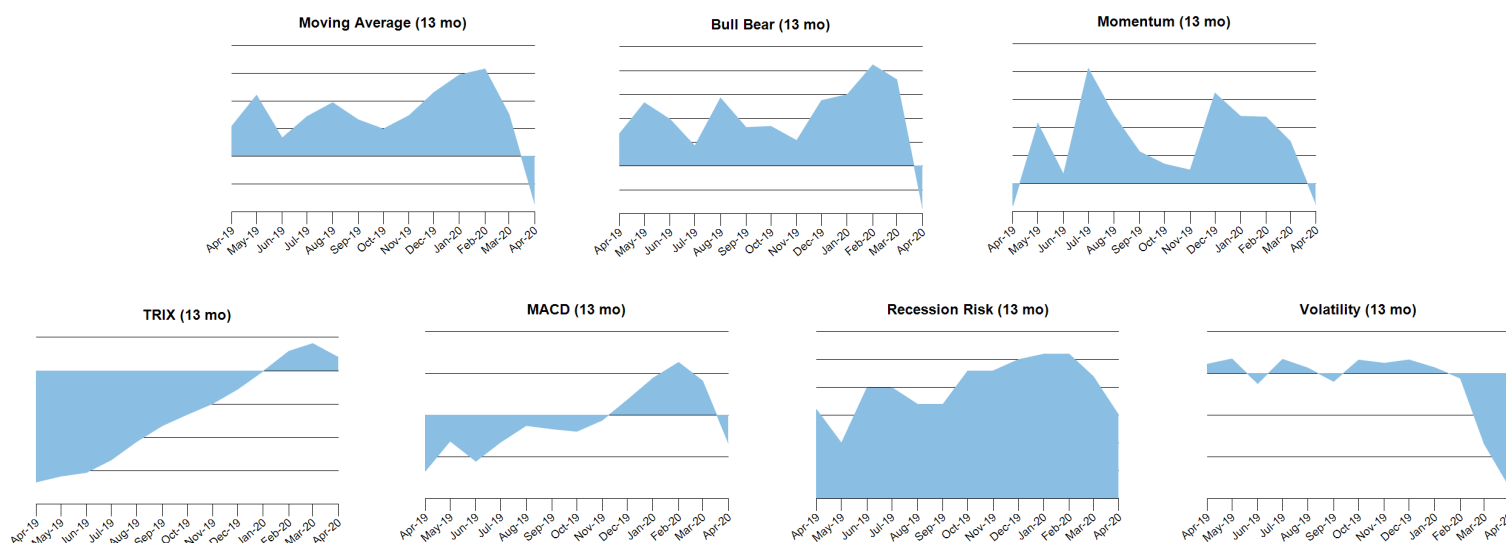 Moving Average (13 mo)
Bull Bear (13 mo)
Momentum (13 mo)
Apr-19 May-19 Jun-19 Jul-19 Aug-19 Sep-19 Oct-19 Nov-19 Dec-19 Jan-20 Feb-20 Mar-20 Apr-20
Apr-19 May-19 Jun-19 Jul-19 Aug-19 Sep-19 Oct-19 Nov-19 Dec-19 Jan-20 Feb-20 Mar-20 Apr-20
Apr-19 May-19 Jun-19 Jul-19 Aug-19 Sep-19 Oct-19 Nov-19 Dec-19 Jan-20 Feb-20 Mar-20 Apr-20
TRIX (13 mo)
MACD (13 mo)
Recession Risk (13 mo)
Volatility (13 mo)
Apr-19 May-19 Jun-19 Jul-19 Aug-19 Sep-19 Oct-19 Nov-19 Dec-19 Jan-20 Feb-20 Mar-20 Apr-20
Apr-19 May-19 Jun-19 Jul-19 Aug-19 Sep-19 Oct-19 Nov-19 Dec-19 Jan-20 Feb-20 Mar-20 Apr-20
Apr-19 May-19 Jun-19 Jul-19 Aug-19 Sep-19 Oct-19 Nov-19 Dec-19 Jan-20 Feb-20 Mar-20 Apr-20
Apr-19 May-19 Jun-19 Jul-19 Aug-19 Sep-19 Oct-19 Nov-19 Dec-19 Jan-20 Feb-20 Mar-20 Apr-20